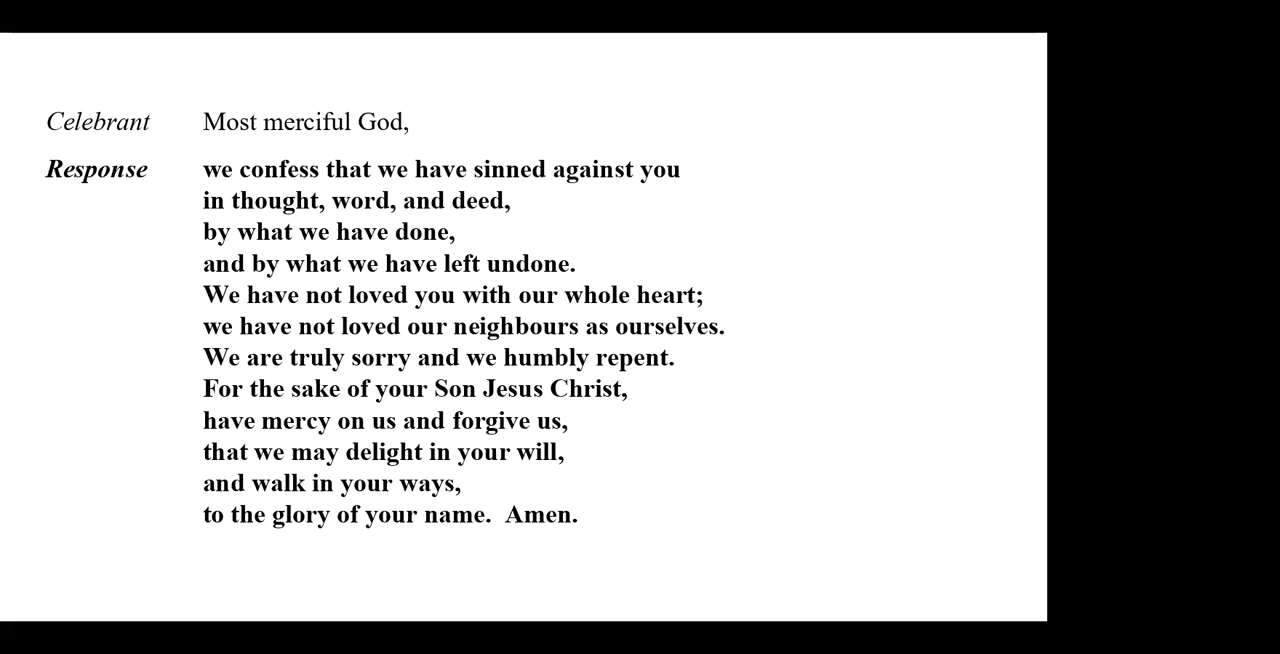 Celebrant Most merciful God,
Response we confess that we have sinned against you
in thought, word, and deed,
by what we have done,
and by what we have left undone.
We have not loved you with our whole heart;
we have not loved our neighbours as ourselves.
We are truly sorry and we humbly repent.
For the sake of your Son Jesus Christ,
have mercy on us and forgive us,
that we may delight in your will,
and walk in your ways,
to the glory of your name.  Amen.